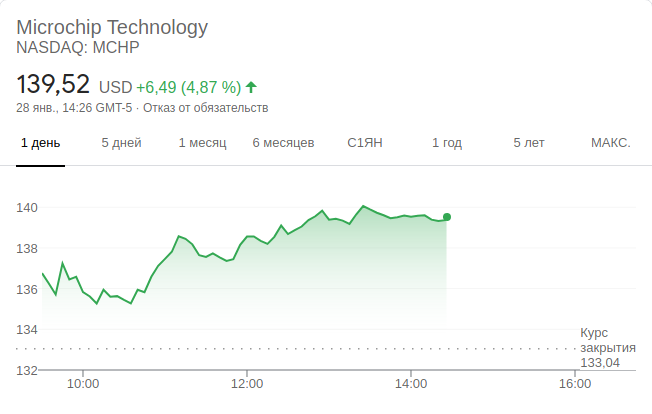 Microchip Technology
NASDAQ: MCHP
139,52 USD +6,49 (4,87 %)
28 янв., 14:26 GMT-5 · Отказ от обязательств
1 день 5 дней 1 месяц 6 месяцев С1ЯН 1 год 5 лет МАКС.
140
138
136
134
132
Курс
закрытия
133,04
10:00 12:00 14:00 16:00